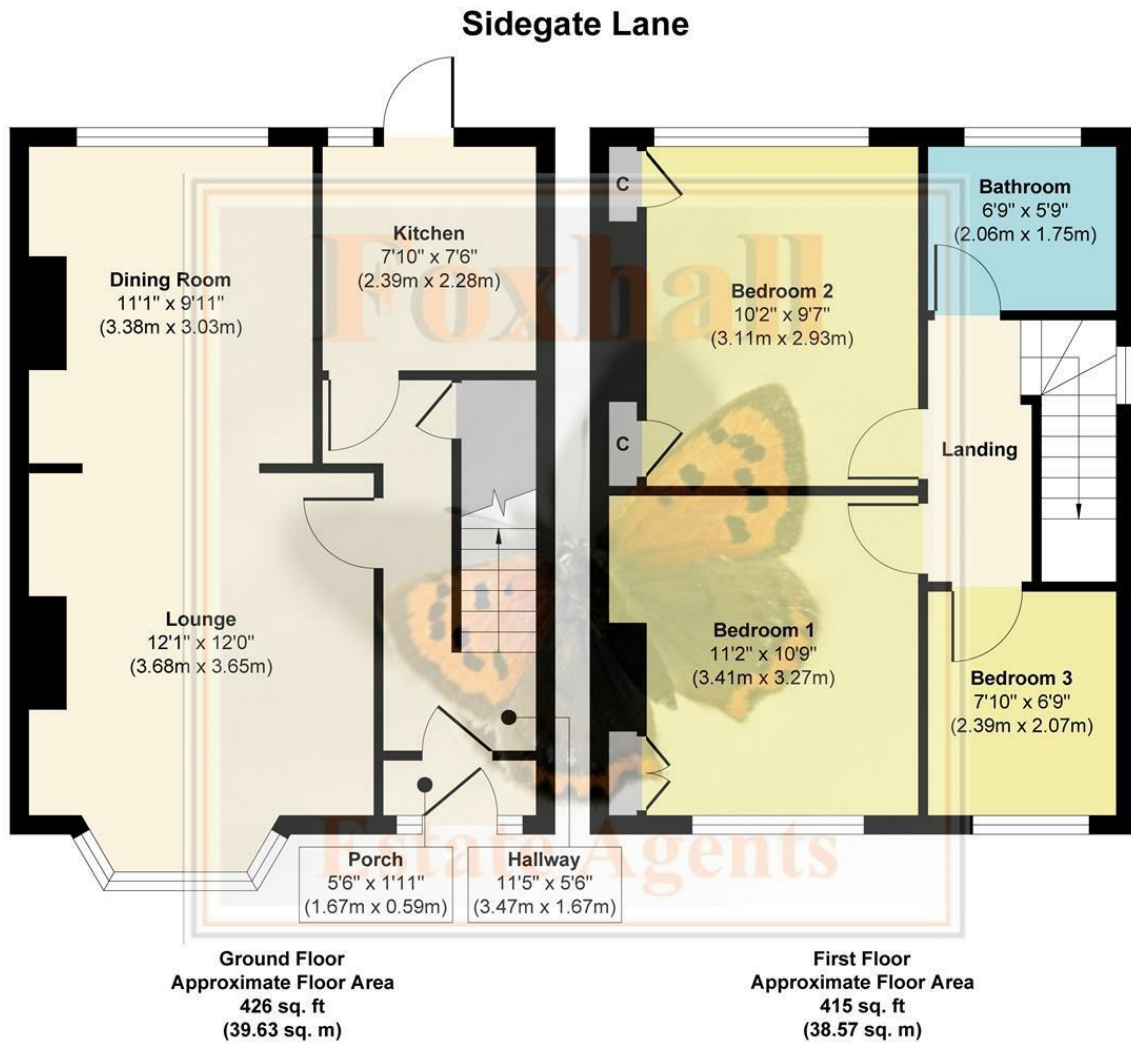 Sidegate Lane
Dining Room
11'1" x 9'11"
(3.38m x 3.03m)
Kitchen
7'10" x 7'6"
(2.39m x 2.28m)
Lounge
12'1" x 12'0"
(3.68m x 3.65m)
Porch
5'6" x 1'11"
(1.67m x 0.59m)
Hallway
11'5" x 5'6"
(3.47m x 1.67m)
Ground Floor
Approximate Floor Area
426 sq. ft
(39.63 sq. m)
C
C
Bedroom 2
10'2" x 9'7"
(3.11m x 2.93m)
Bathroom
6'9" x 5'9"
(2.06m x 1.75m)
Landing
Bedroom 1
11'2" x 10'9"
(3.41m x 3.27m)
Bedroom 3
7'10" x 6'9"
(2.39m x 2.07m)
First Floor
Approximate Floor Area
415 sq. ft
(38.57 sq. m)
Foxhall
Estate Agents